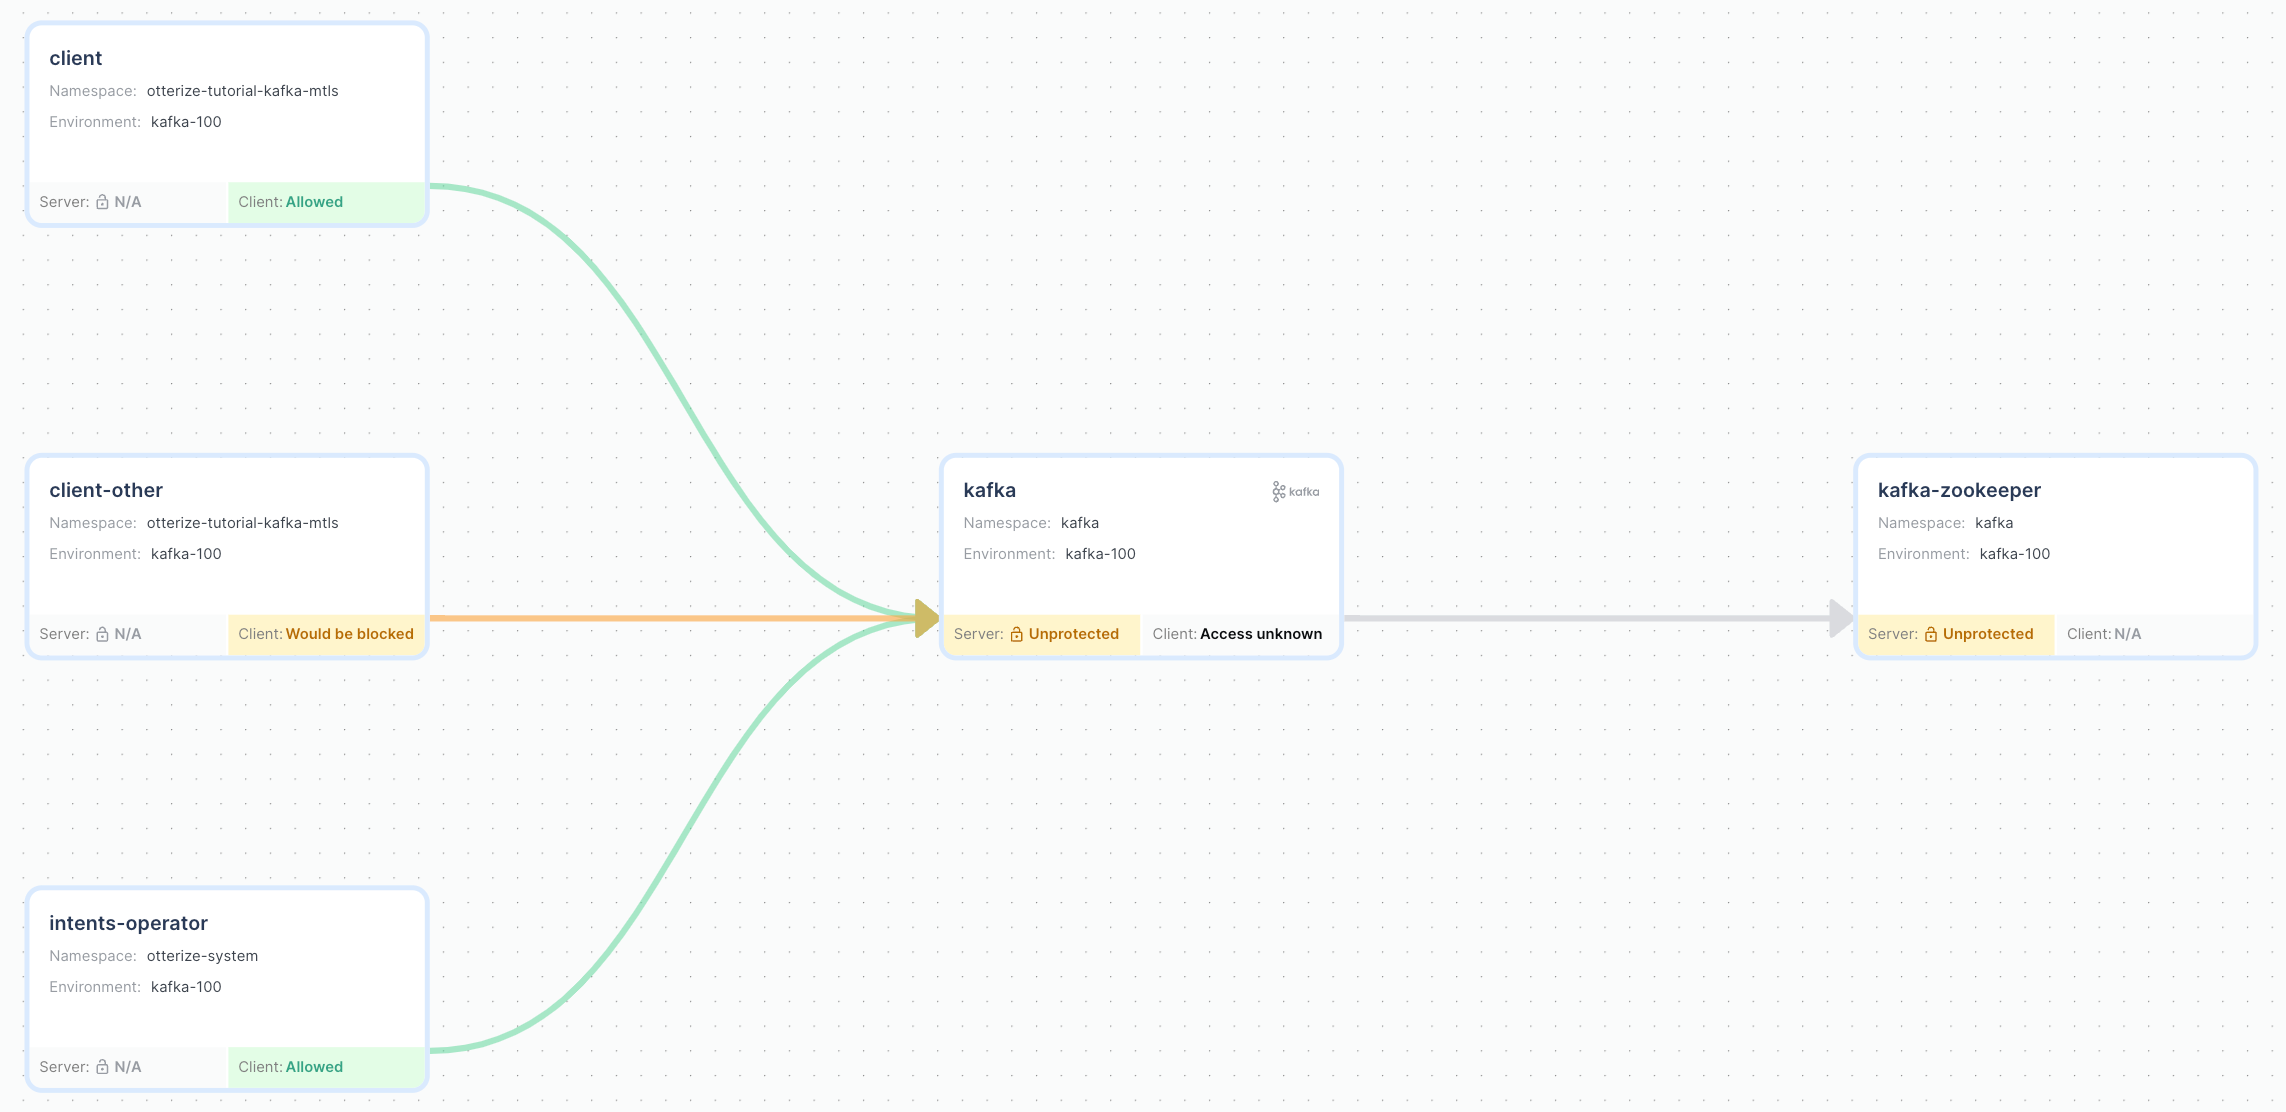 client
Namespace: otterize-tutorial-kafka-mtls
Environment: kafka-100
Server: N/A
Client: Allowed
client-other
Namespace: otterize-tutorial-kafka-mtls
Environment: kafka-100
Server: N/A
Client: Would be blocked
intents-operator
Namespace: otterize-system
Environment: kafka-100
Server: N/A
Client: Allowed
kafka
kafka
Namespace: kafka
Environment: kafka-100
Server: Unprotected
Client: Access unknown
kafka-zookeeper
Namespace: kafka
Environment: kafka-100
Server: Unprotected
Client: N/A